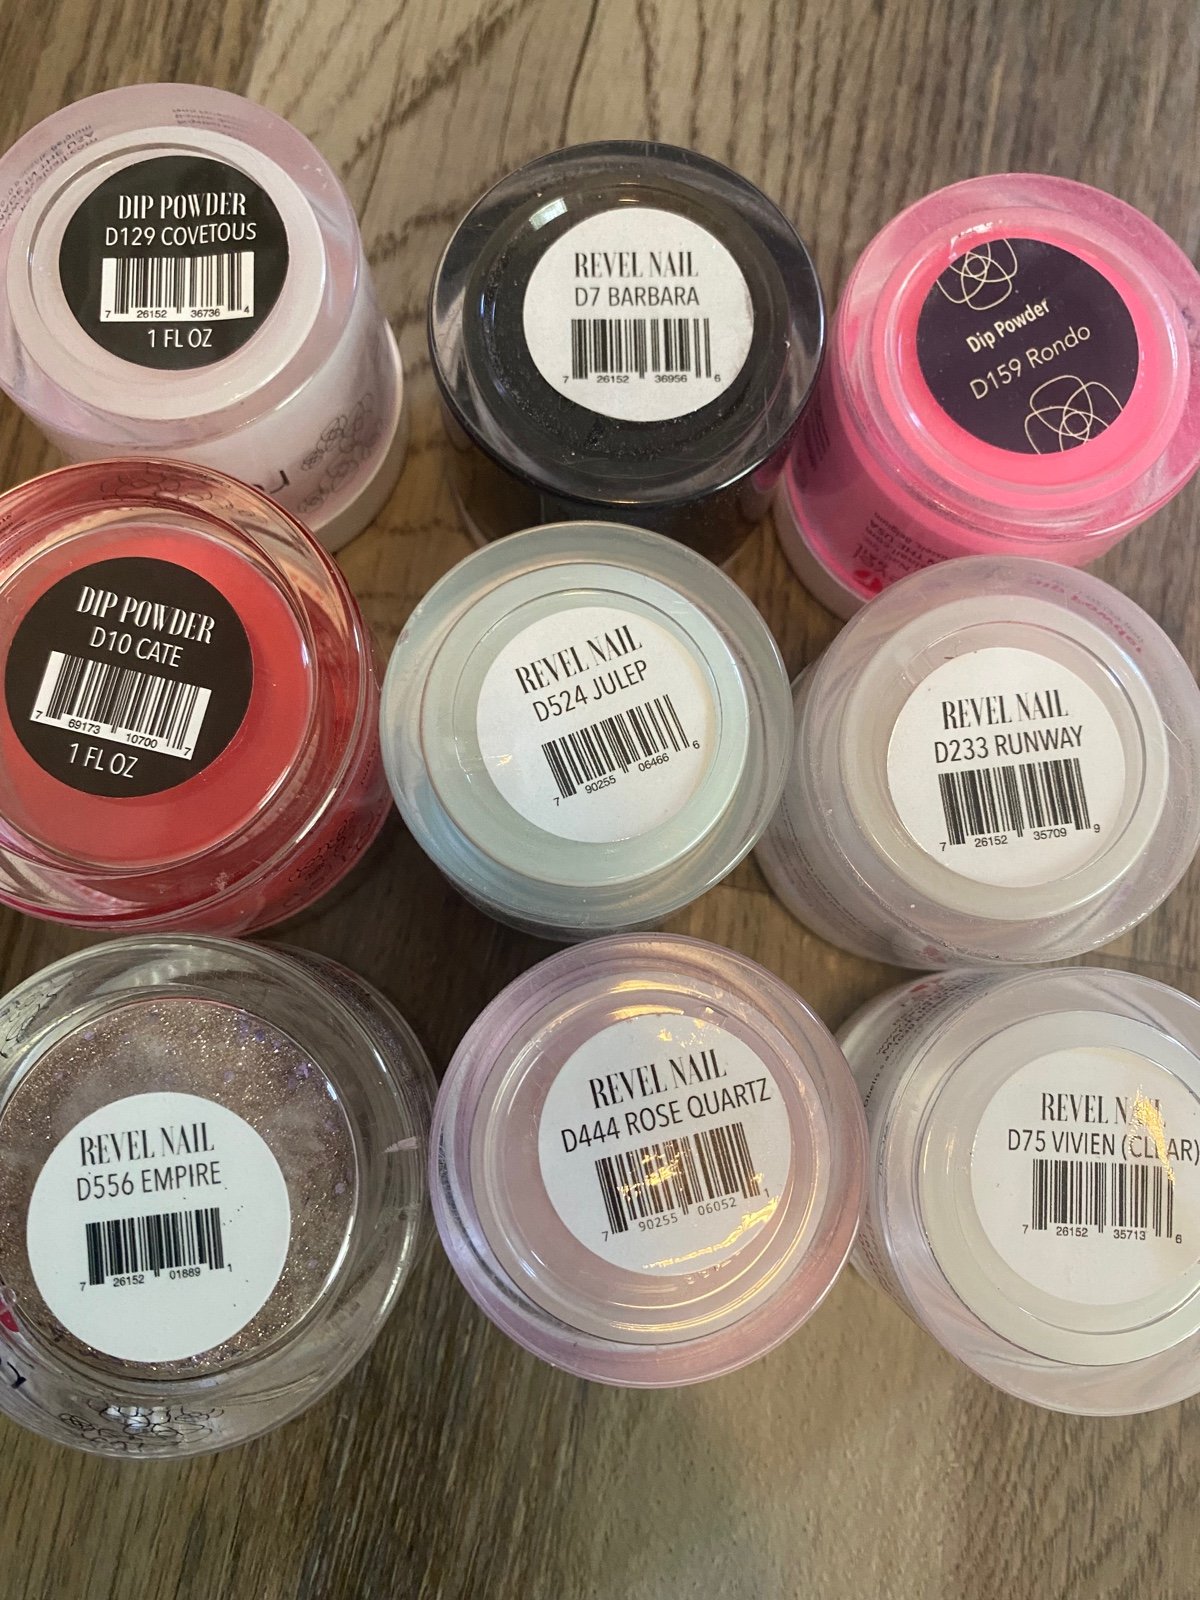 DIP POWDER
D129 COVETOUS
7 26152 36736 4
1 FL OZ
REVEL NAIL
D7 BARBARA
7 26152 36956 6
Dip Powder
D159 Rondo
DIP POWDER
D10 CATE
7 69173 10700 7
1 FL OZ
REVEL NAIL
D524 JULEP
7 90255 06466 6
REVEL NAIL
D233 RUNWAY
7 26152 35709 9
REVEL NAIL
D556 EMPIRE
7 26152 01889 1
REVEL NAIL
D444 ROSE QUARTZ
7 90255 06052 1
REVEL NAIL
D75 VIVIEN (CLEAR)
7 26152 35713 6